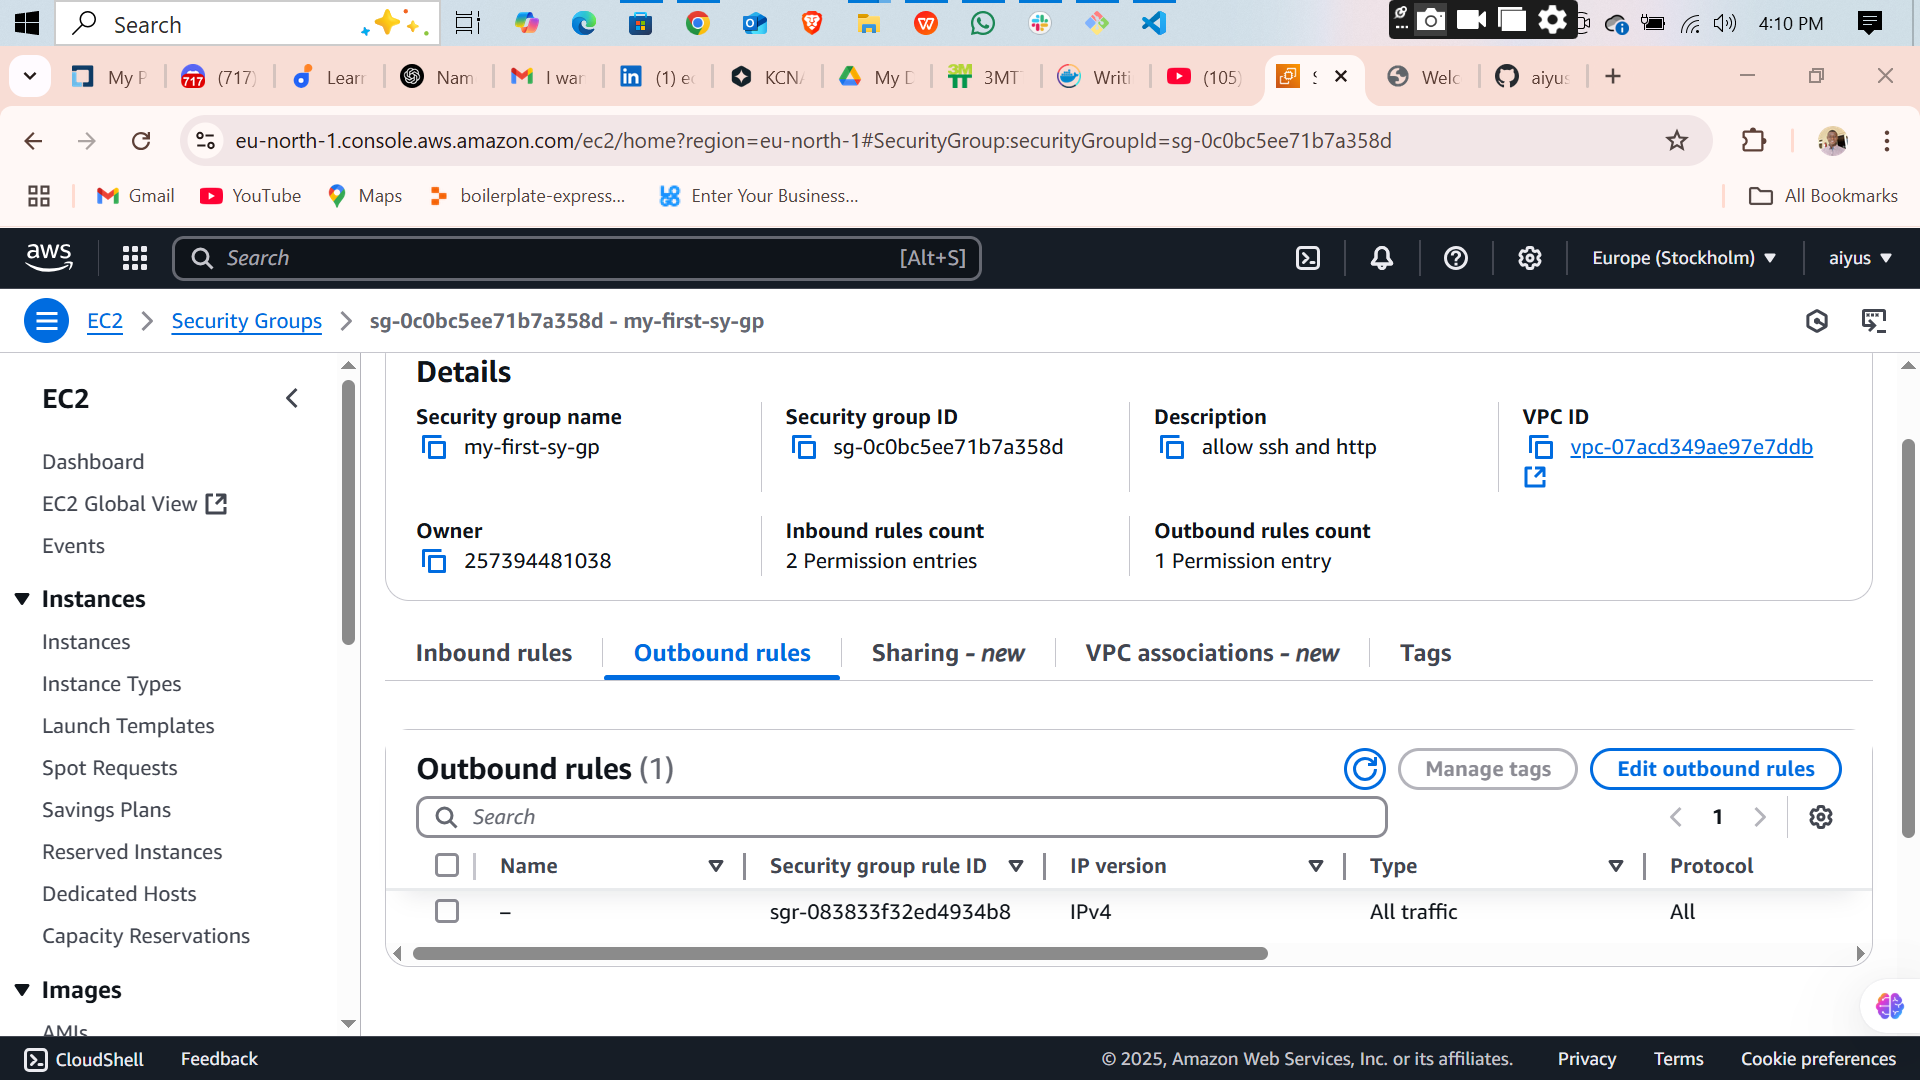 Search
4:10 PM
My P
(717)
Lear
Nam
I wan
(1) ec
KCNA
My D
3MT
Writi
(105)
Welc
aiyus
eu-north-1.console.aws.amazon.com/ec2/home?region=eu-north-1#SecurityGroup:securityGroupId=sg-0c0bc5ee71b7a358d
Gmail
YouTube
Maps
boilerplate-express...
Enter Your Business...
All Bookmarks
aws
Search
[Alt+S]
Europe (Stockholm)
aiyus
EC2
Security Groups
sg-0c0bc5ee71b7a358d - my-first-sy-gp
EC2
Dashboard
EC2 Global View
Events
Instances
Instances
Instance Types
Launch Templates
Spot Requests
Savings Plans
Reserved Instances
Dedicated Hosts
Capacity Reservations
Images
AMIs
Details
Security group name
my-first-sy-gp
Security group ID
sg-0c0bc5ee71b7a358d
Description
allow ssh and http
VPC ID
vpc-07acd349ae97e7ddb
Owner
257394481038
Inbound rules count
2 Permission entries
Outbound rules count
1 Permission entry
Inbound rules
Outbound rules
Sharing - new
VPC associations - new
Tags
Outbound rules (1)
Manage tags
Edit outbound rules
Search
1
Name
Security group rule ID
IP version
Type
Protocol
–
sgr-083833f32ed4934b8
IPv4
All traffic
All
CloudShell
Feedback
© 2025, Amazon Web Services, Inc. or its affiliates.
Privacy
Terms
Cookie preferences